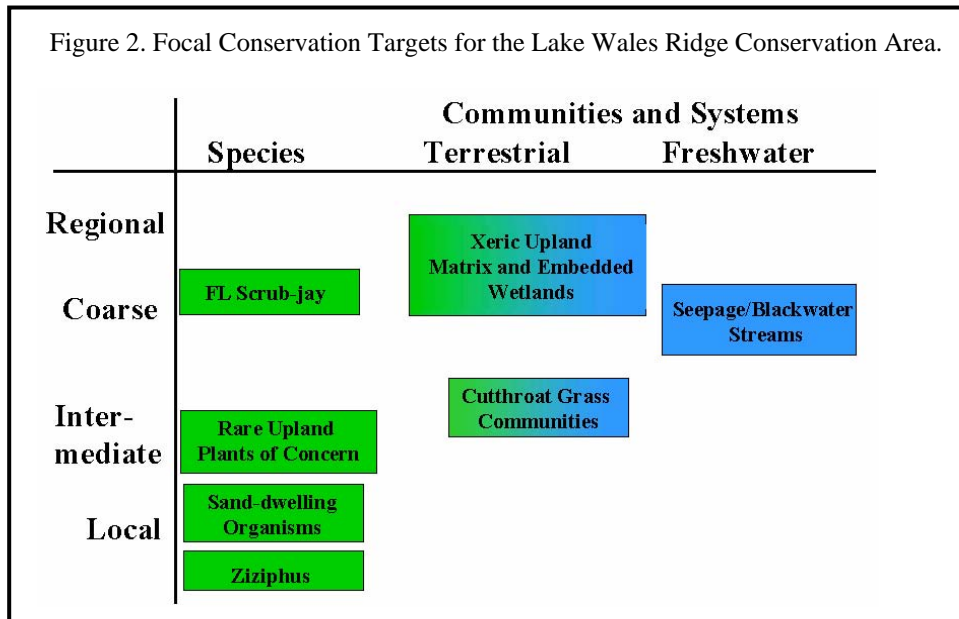 Figure 2. Focal Conservation Targets for the Lake Wales Ridge Conservation Area.
Communities and Systems
Species Terrestrial Freshwater
Regional
Xeric Upland
Matrix and Embedded
Wetlands
Coarse
FL Scrub-jay
Seepage/Blackwater
Streams
Inter-
mediate
Cutthroat Grass
Communities
Rare Upland
Plants of Concern
Local
Sand-dwelling
Organisms
Ziziphus